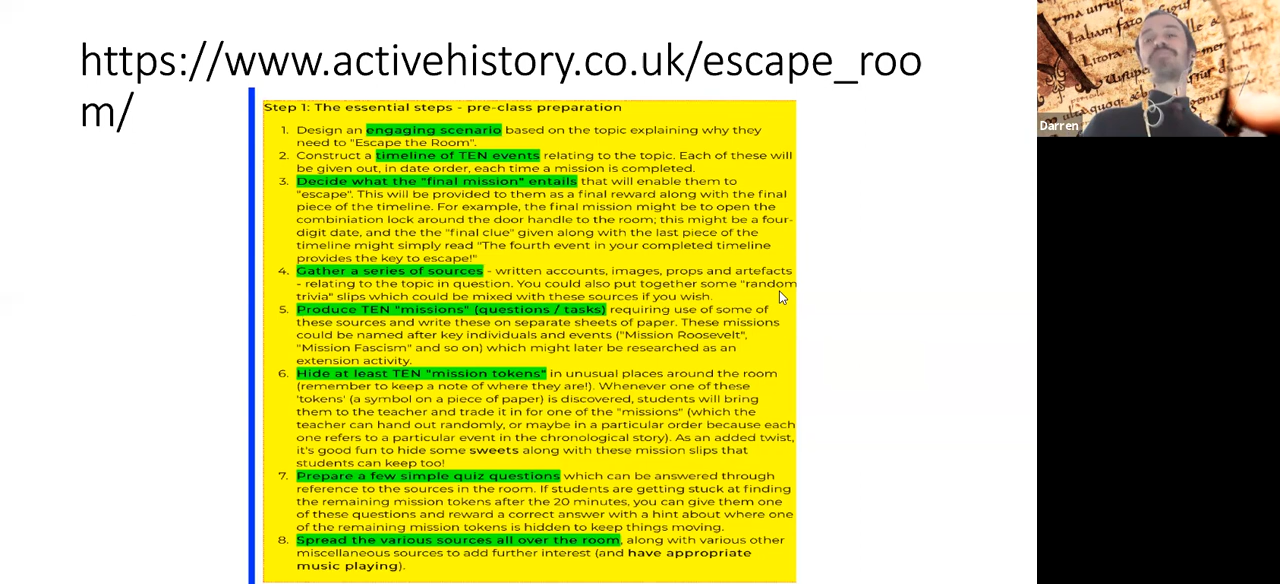 https://www.activehistory.co.uk/escape_roo
m/
Step 1: The essential steps - pre-class preparation
1. Design an engaging scenario based on the topic explaining why they
need to "Escape the Room".
2. Construct a timeline of TEN events relating to the topic. Each of these will
be given out, in date order, each time a mission is completed.
3. Decide what the "final mission" entails that will enable them to
"escape". This will be provided to them as a final reward along with the final
piece of the timeline. For example, the final mission might be to open the
combiniation lock around the door handle to the room; this might be a four-
digit date, and the the "final clue" given along with the last piece of the
timeline might simply read "The fourth event in your completed timeline
provides the key to escape!"
4. Gather a series of sources - written accounts, images, props and artefacts
- relating to the topic in question. You could also put together some "random
trivia" slips which could be mixed with these sources if you wish.
5. Produce TEN "missions" (questions / tasks) requiring use of some of
these sources and write these on separate sheets of paper. These missions
could be named after key individuals and events ("Mission Roosevelt",
"Mission Fascism" and so on) which might later be researched as an
extension activity.
6. Hide at least TEN "mission tokens" in unusual places around the room
(remember to keep a note of where they are!). Whenever one of these
'tokens' (a symbol on a piece of paper) is discovered, students will bring
them to the teacher and trade it in for one of the "missions" (which the
teacher can hand out randomly, or maybe in a particular order because each
one refers to a particular event in the chronological story). As an added twist,
it's good fun to hide some sweets along with these mission slips that
students can keep too!
7. Prepare a few simple quiz questions which can be answered through
reference to the sources in the room. If students are getting stuck at finding
the remaining mission tokens after the 20 minutes, you can give them one
of these questions and reward a correct answer with a hint about where one
of the remaining mission tokens is hidden to keep things moving.
8. Spread the various sources all over the room, along with various other
miscellaneous sources to add further interest (and have appropriate
music playing).
Darren